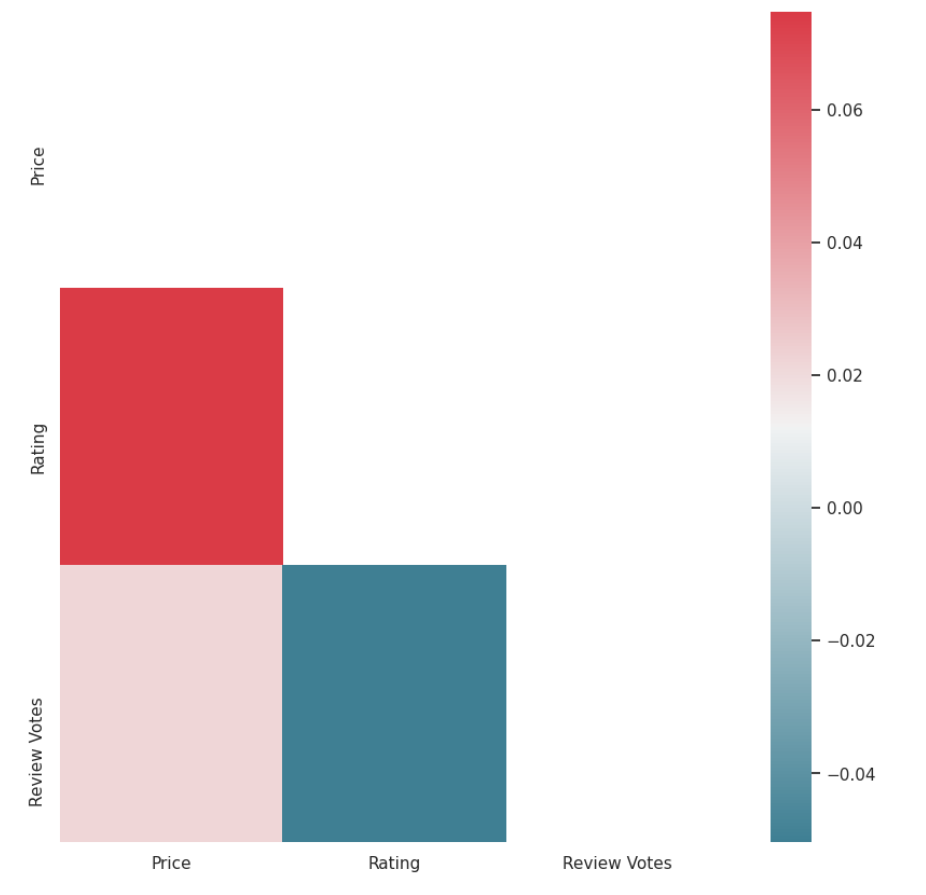 Price
Rating
Review Votes
Price
Rating
Review Votes
0.06
0.04
0.02
0.00
−0.02
−0.04